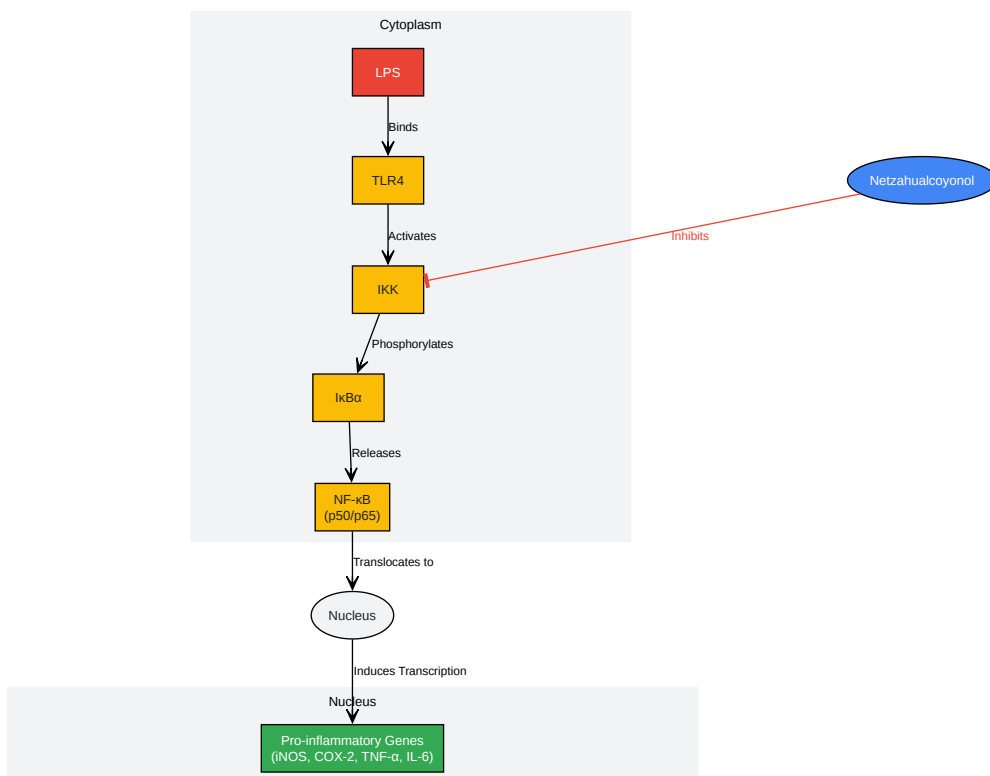 Cytoplasm
LPS
Binds
TLR4
Netzahualcoyonol
Activates
Inhibits
IKK
Phosphorylates
IκBα
Releases
NF-κB
(p50/p65)
Translocates to
Nucleus
Induces Transcription
Nucleus
Pro-inflammatory Genes
(iNOS, COX-2, TNF-α, IL-6)